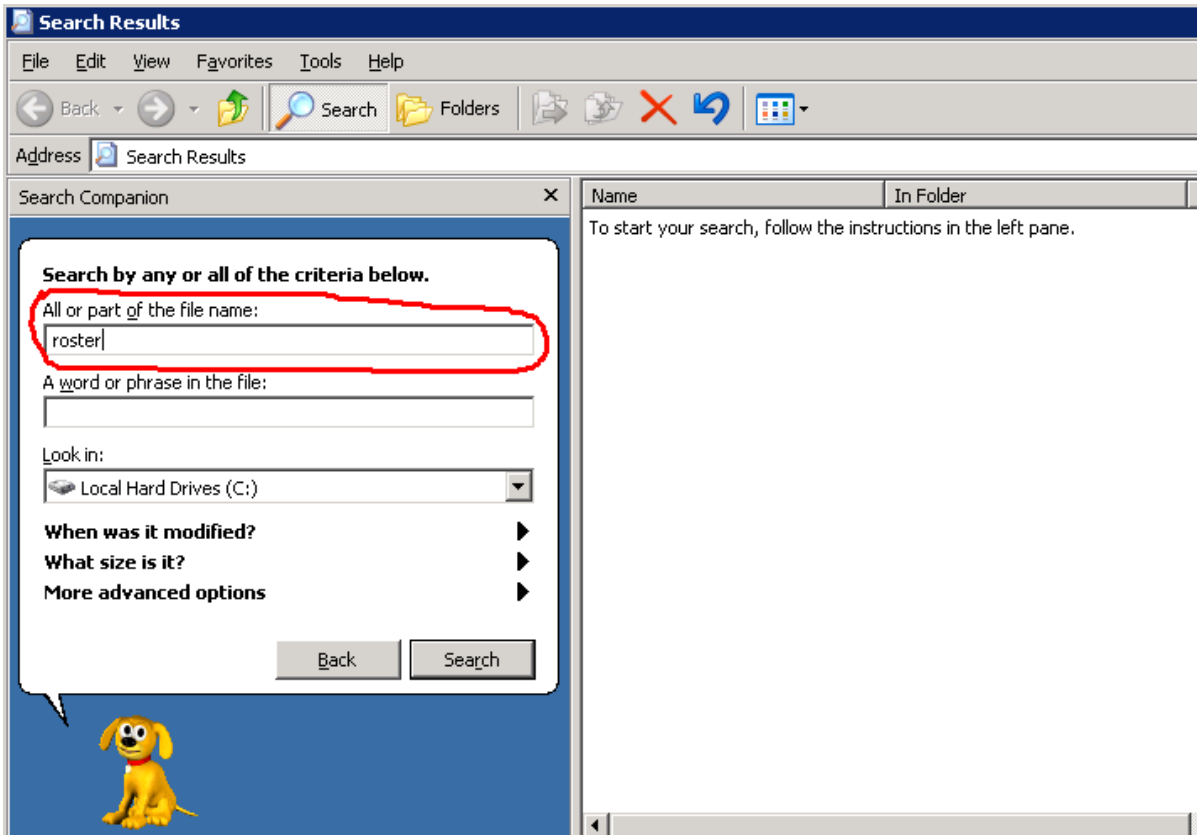 Search Results
File Edit View Favorites Tools Help
Back Search Folders
Address Search Results
Search Companion
Name In Folder
To start your search, follow the instructions in the left pane.
Search by any or all of the criteria below.
All or part of the file name:
roster
A word or phrase in the file:
Look in:
Local Hard Drives (C:)
When was it modified?
What size is it?
More advanced options
Back Search